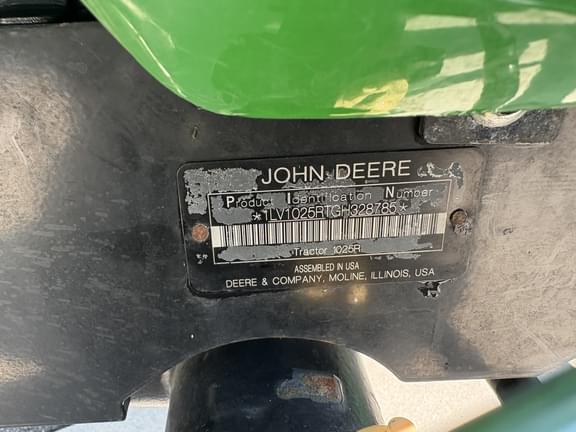 JOHN DEERE
Product Identification Number
*1LV1025RTGH328785*
Tractor 1025R
ASSEMBLED IN USA
DEERE & COMPANY, MOLINE, ILLINOIS, USA